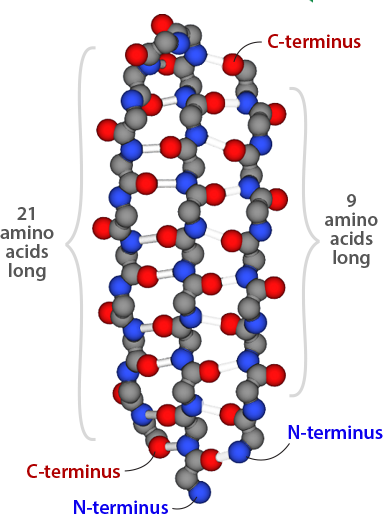 C-terminus
21
amino
acids
long
9
amino
acids
long
N-terminus
C-terminus
N-terminus